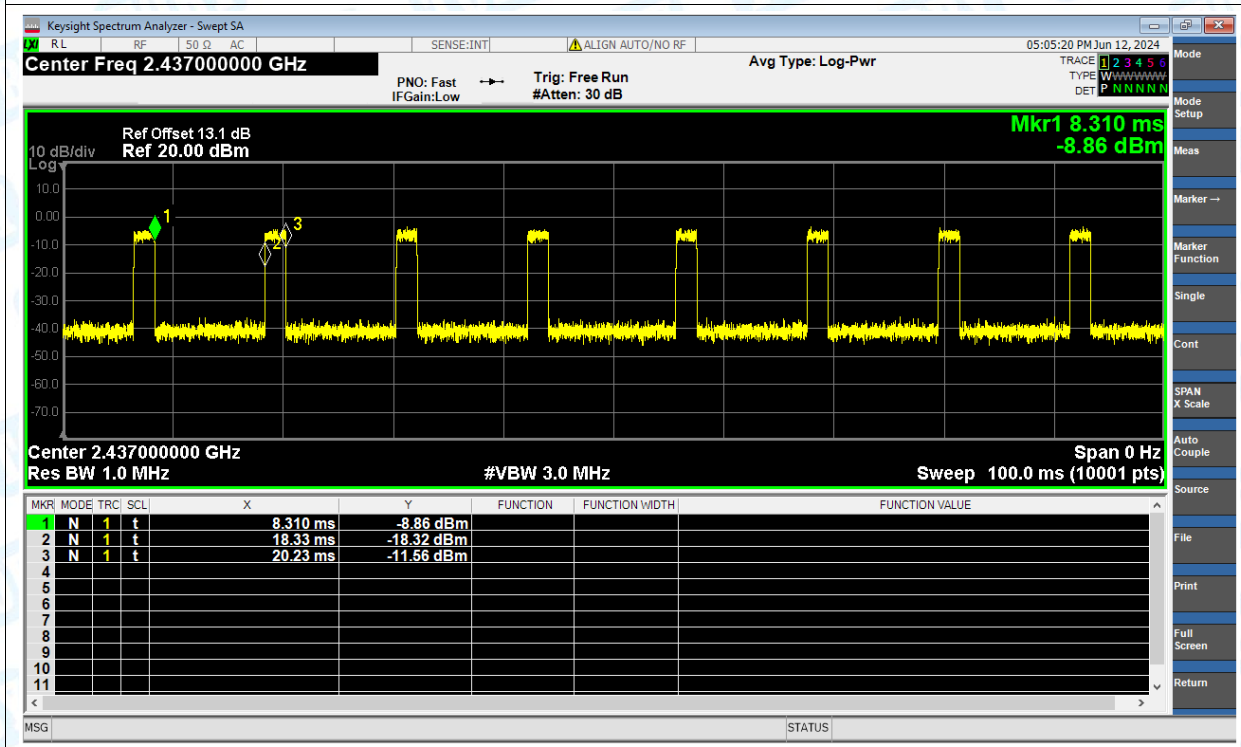 Keysight Spectrum Analyzer - Swept SA
LXI RL RF 50 Ω AC SENSE:INT ALIGN AUTO/NO RF 05:05:20 PM Jun 12, 2024
Center Freq 2.437000000 GHz
PNO: Fast
IFGain:Low
Trig: Free Run
#Atten: 30 dB
Avg Type: Log-Pwr
TRACE 1 2 3 4 5 6
TYPE WWWWWW
DET P N N N N N
Mkr1 8.310 ms
-8.86 dBm
Ref Offset 13.1 dB
10 dB/div Ref 20.00 dBm
Log
10.0
0.00
-10.0
-20.0
-30.0
-40.0
-50.0
-60.0
-70.0
1
2
3
Center 2.437000000 GHz Span 0 Hz
Res BW 1.0 MHz #VBW 3.0 MHz Sweep 100.0 ms (10001 pts)
MKR MODE TRC SCL X Y FUNCTION FUNCTION WIDTH FUNCTION VALUE
1 N 1 t 8.310 ms -8.86 dBm
2 N 1 t 18.33 ms -18.32 dBm
3 N 1 t 20.23 ms -11.56 dBm
4
5
6
7
8
9
10
11
MSG STATUS
Mode
Mode
Setup
Meas
Marker →
Marker
Function
Single
Cont
SPAN
X Scale
Auto
Couple
Source
File
Print
Full
Screen
Return